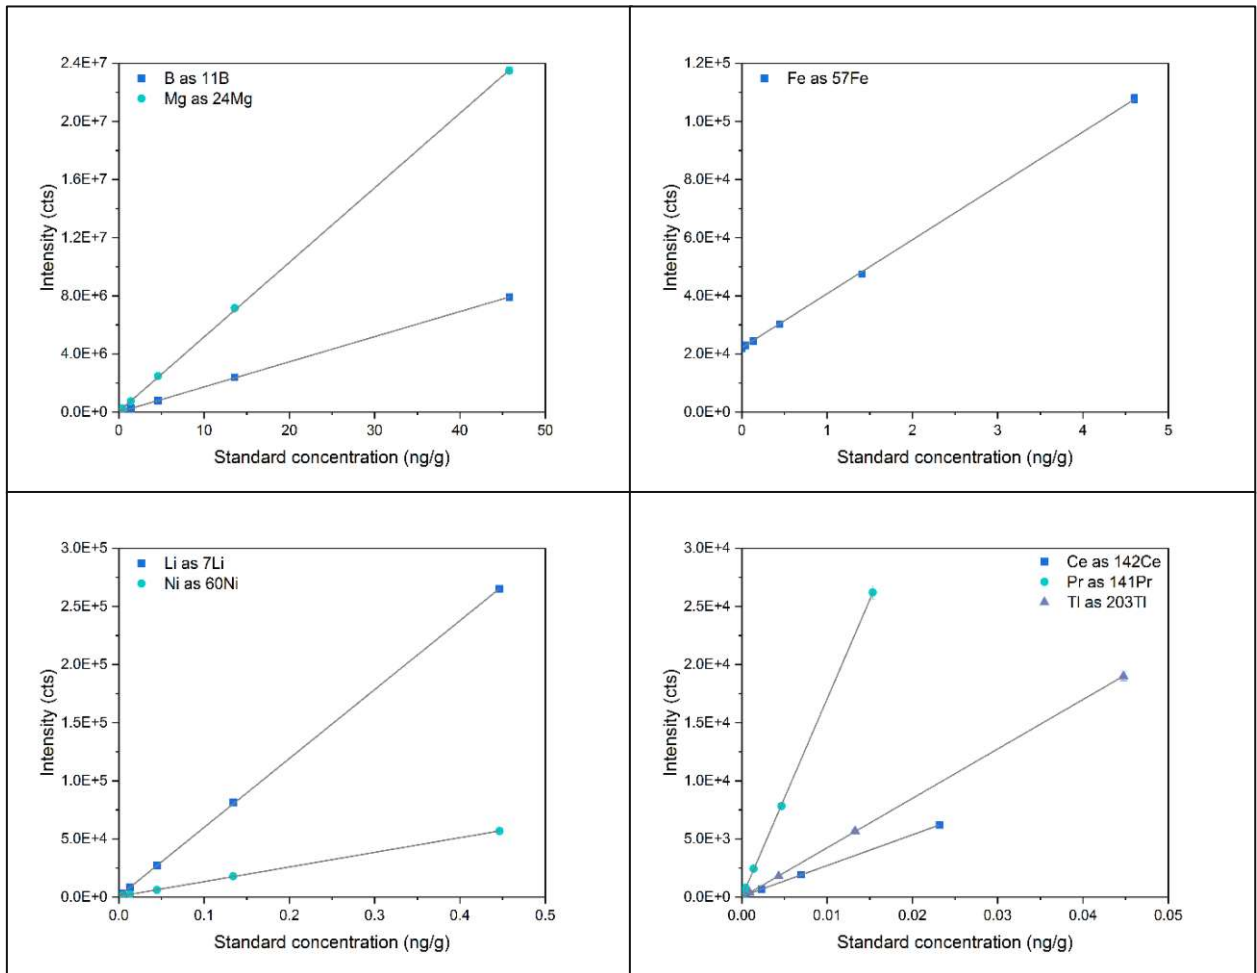 B as 11B
Mg as 24Mg
2.4E+7
2.0E+7
1.6E+7
1.2E+7
8.0E+6
4.0E+6
0.0E+0
Intensity (cts)
0 10 20 30 40 50
Standard concentration (ng/g)
Fe as 57Fe
1.2E+5
1.0E+5
8.0E+4
6.0E+4
4.0E+4
2.0E+4
0.0E+0
Intensity (cts)
0 1 2 3 4 5
Standard concentration (ng/g)
Li as 7Li
Ni as 60Ni
3.0E+5
2.5E+5
2.0E+5
1.5E+5
1.0E+5
5.0E+4
0.0E+0
Intensity (cts)
0.0 0.1 0.2 0.3 0.4 0.5
Standard concentration (ng/g)
Ce as 142Ce
Pr as 141Pr
Tl as 203Tl
3.0E+4
2.5E+4
2.0E+4
1.5E+4
1.0E+4
5.0E+3
0.0E+0
Intensity (cts)
0.00 0.01 0.02 0.03 0.04 0.05
Standard concentration (ng/g)